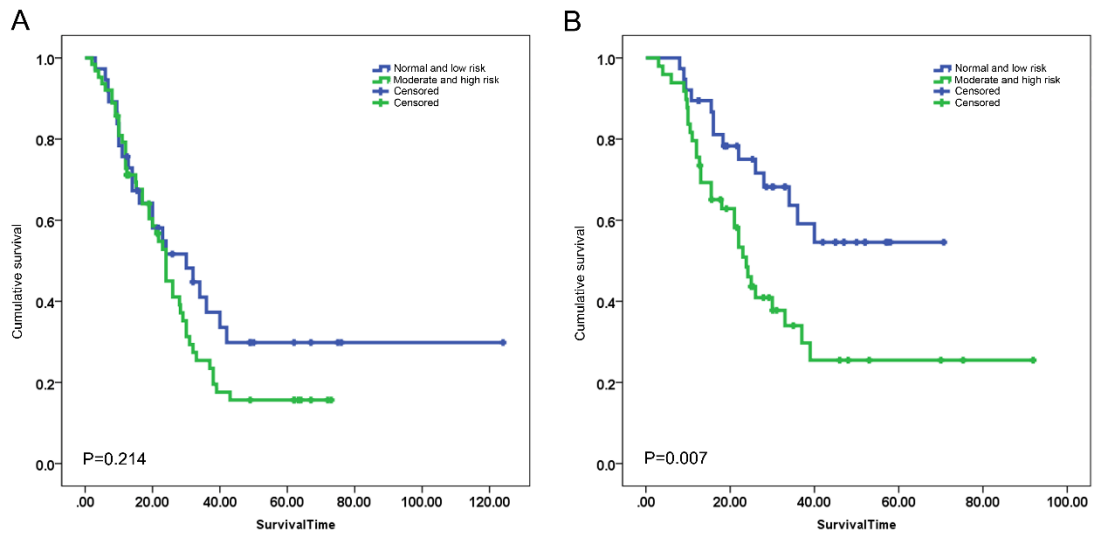 A
Cumulative survival
1.0
0.8
0.6
0.4
0.2
0.0
Normal and low risk
Moderate and high risk
Censored
Censored
P=0.214
.00 20.00 40.00 60.00 80.00 100.00 120.00
SurvivalTime
B
Cumulative survival
1.0
0.8
0.6
0.4
0.2
0.0
Normal and low risk
Moderate and high risk
Censored
Censored
P=0.007
.00 20.00 40.00 60.00 80.00 100.00
SurvivalTime